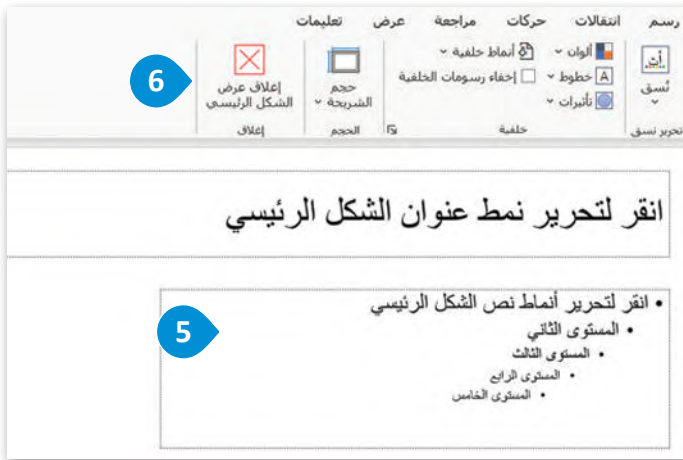 رسم انتقالات حركات مراجعة عرض تعليمات
أث
نُسق
تحرير نسق
ألوان
خطوط
تأثيرات
أنماط خلفية
إخفاء رسومات الخلفية
خلفية
حجم
الشريحة
الحجم
إغلاق عرض
الشكل الرئيسي
إغلاق
6
انقر لتحرير نمط عنوان الشكل الرئيسي
• انقر لتحرير أنماط نص الشكل الرئيسي
• المستوى الثاني
• المستوى الثالث
• المستوى الرابع
• المستوى الخامس
5